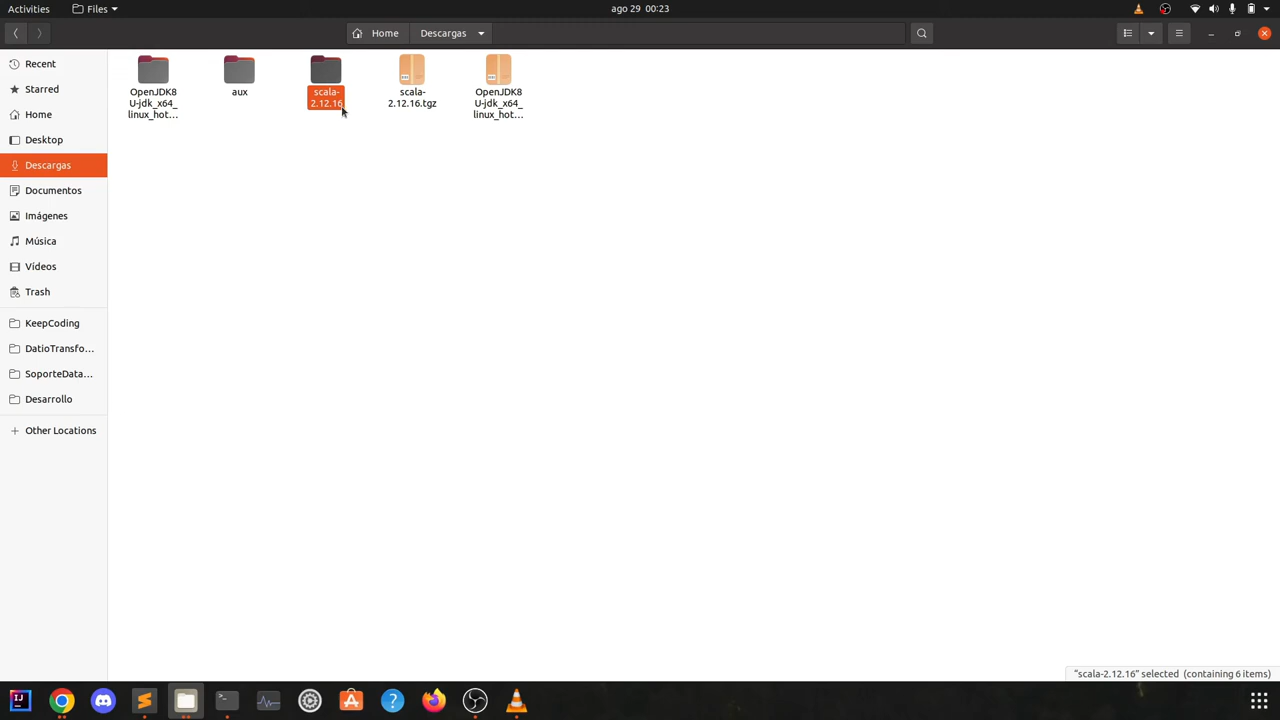 Activities
Files
ago 29 00:23
Home
Descargas
Recent
Starred
Home
Desktop
Descargas
Documentos
Imágenes
Música
Vídeos
Trash
KeepCoding
DatioTransfo...
SoporteData...
Desarrollo
Other Locations
OpenJDK8
U-jdk_x64_
linux_hot...
aux
scala-
2.12.16
scala-
2.12.16.tgz
OpenJDK8
U-jdk_x64_
linux_hot...
"scala-2.12.16" selected (containing 6 items)